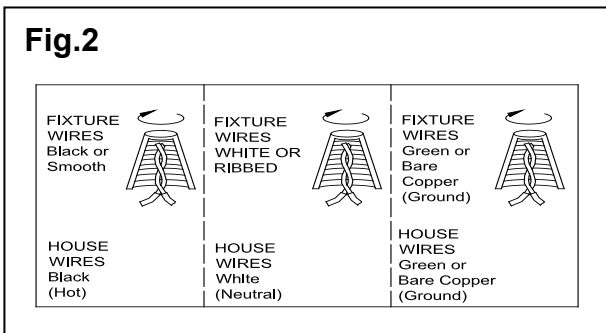 Fig.2
FIXTURE
WIRES
Black or
Smooth
HOUSE
WIRES
Black
(Hot)
FIXTURE
WIRES
WHITE OR
RIBBED
HOUSE
WIRES
White
(Neutral)
FIXTURE
WIRES
Green or
Bare
Copper
(Ground)
HOUSE
WIRES
Green or
Bare Copper
(Ground)